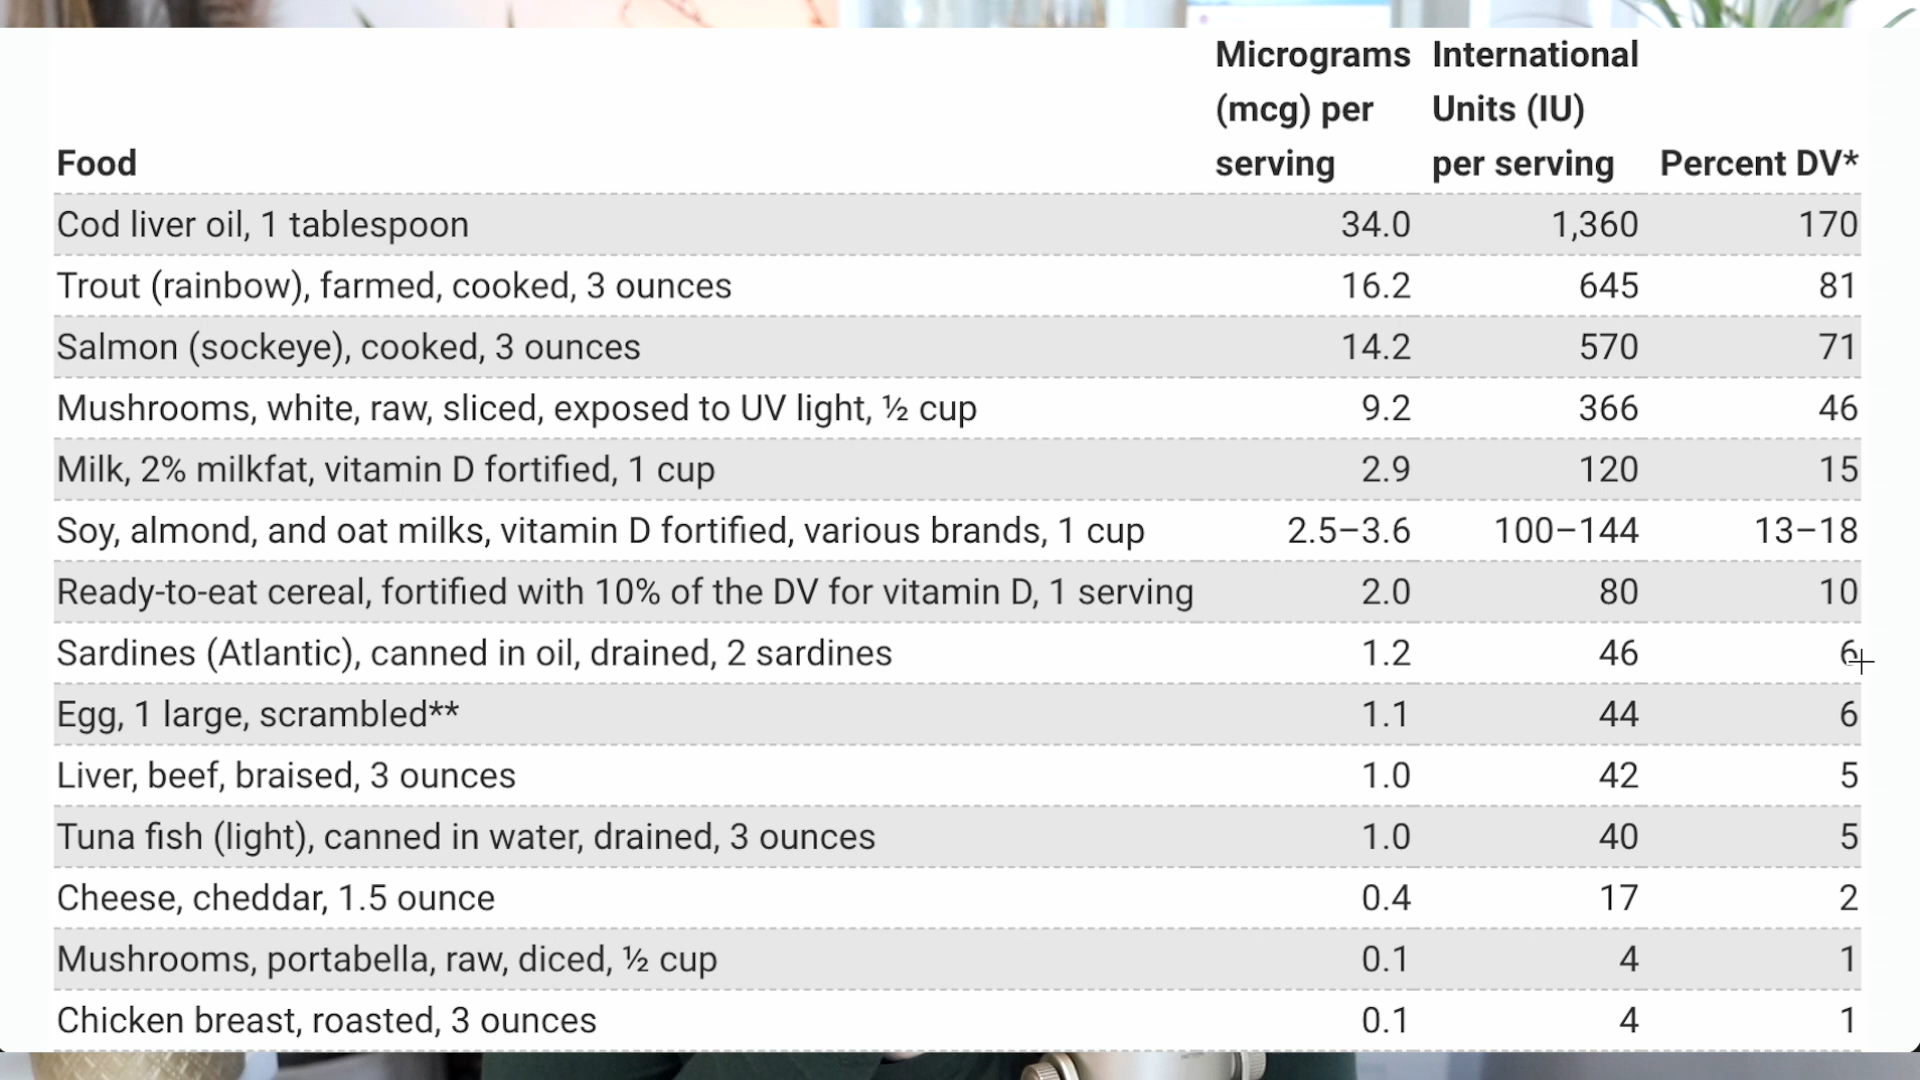 Food Micrograms (mcg) per serving International Units (IU) per serving Percent DV*
Cod liver oil, 1 tablespoon 34.0 1,360 170
Trout (rainbow), farmed, cooked, 3 ounces 16.2 645 81
Salmon (sockeye), cooked, 3 ounces 14.2 570 71
Mushrooms, white, raw, sliced, exposed to UV light, ½ cup 9.2 366 46
Milk, 2% milkfat, vitamin D fortified, 1 cup 2.9 120 15
Soy, almond, and oat milks, vitamin D fortified, various brands, 1 cup 2.5–3.6 100–144 13–18
Ready-to-eat cereal, fortified with 10% of the DV for vitamin D, 1 serving 2.0 80 10
Sardines (Atlantic), canned in oil, drained, 2 sardines 1.2 46 6
Egg, 1 large, scrambled** 1.1 44 6
Liver, beef, braised, 3 ounces 1.0 42 5
Tuna fish (light), canned in water, drained, 3 ounces 1.0 40 5
Cheese, cheddar, 1.5 ounce 0.4 17 2
Mushrooms, portabella, raw, diced, ½ cup 0.1 4 1
Chicken breast, roasted, 3 ounces 0.1 4 1